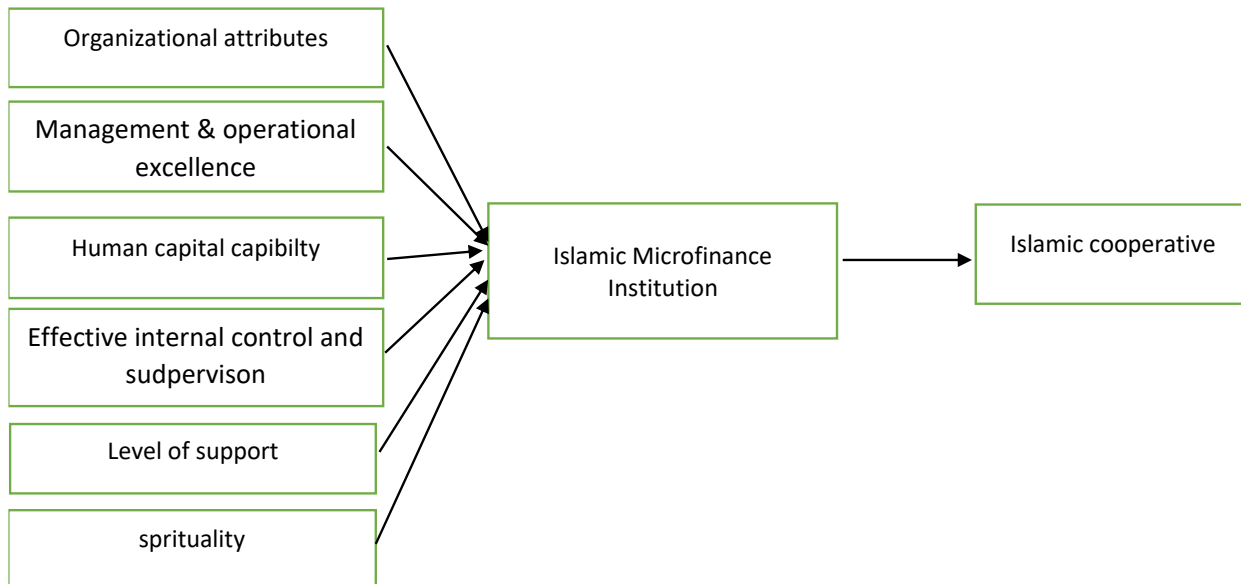 Organizational attributes
Management & operational
excellence
Human capital capibilty
Effective internal control and
sudpervison
Level of support
sprituality
Islamic Microfinance
Institution
Islamic cooperative